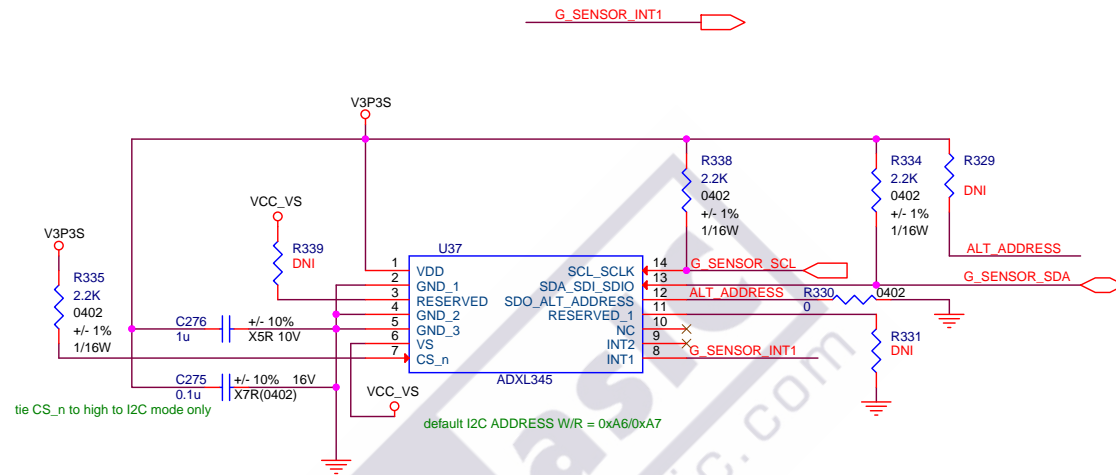 G_SENSOR_INT1
V3P3S
R338
2.2K
0402
+/- 1%
1/16W
R334
2.2K
0402
+/- 1%
1/16W
R329
DNI
VCC_VS
V3P3S
R339
DNI
R335
2.2K
0402
+/- 1%
1/16W
U37
1 VDD
2 GND_1
3 RESERVED
4 GND_2
5 GND_3
6 VS
7 CS_n
SCL_SCLK 14
SDA_SDI_SDIO 13
SDO_ALT_ADDRESS 12
RESERVED_1 11
NC 10
INT2 9
INT1 8
ADXL345
G_SENSOR_SCL
ALT_ADDRESS
G_SENSOR_SDA
ALT_ADDRESS
R330 0402
0
R331
DNI
G_SENSOR_INT1
C276 +/- 10%
1u X5R 10V
C275 +/- 10% 16V
0.1u X7R(0402)
VCC_VS
tie CS_n to high to I2C mode only
default I2C ADDRESS W/R = 0xA6/0xA7
asic
ic.com